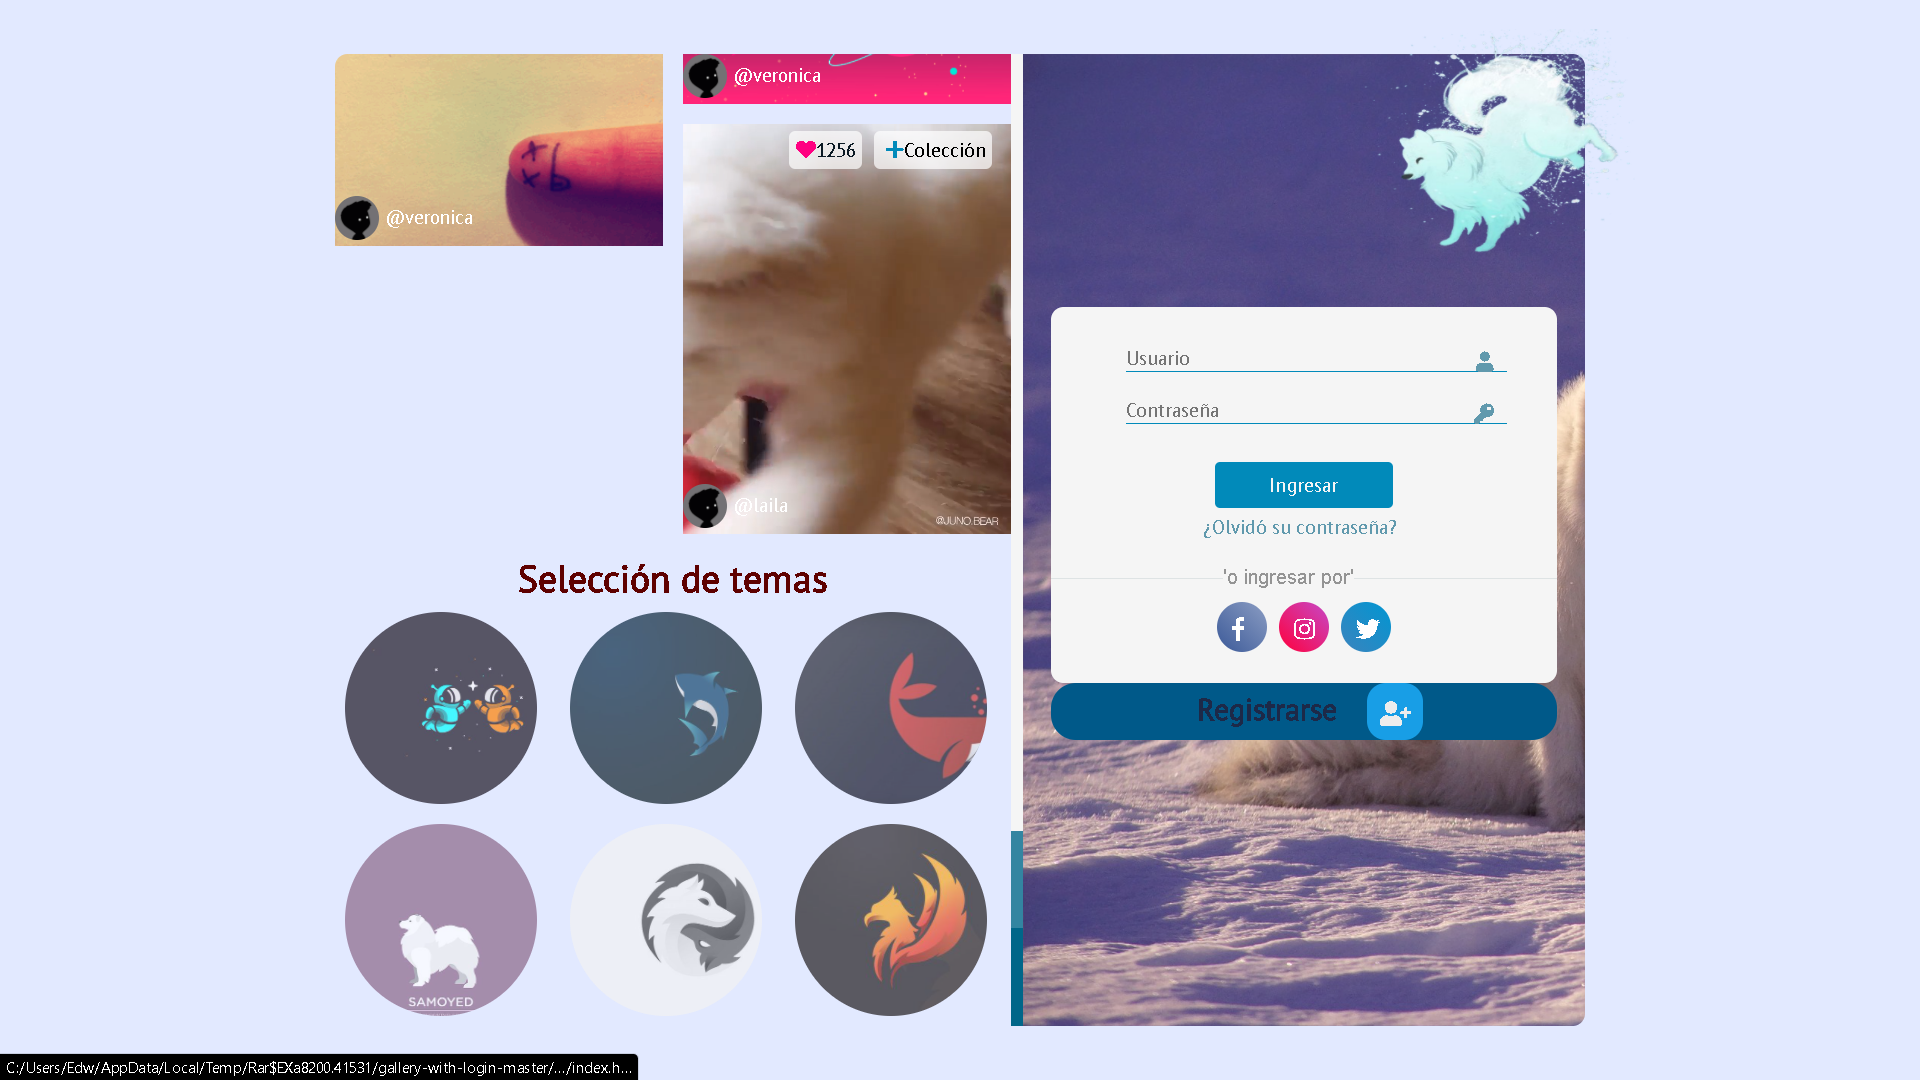 @veronica
@veronica
1256
Colección
@laila
@JUNO.BEAR
Selección de temas
SAMOYED
Usuario
Contraseña
Ingresar
¿Olvidó su contraseña?
'o ingresar por'
Registrarse
C:/Users/Edw/AppData/Local/Temp/Rar$EXa8200.41531/gallery-with-login-master/.../index.h...